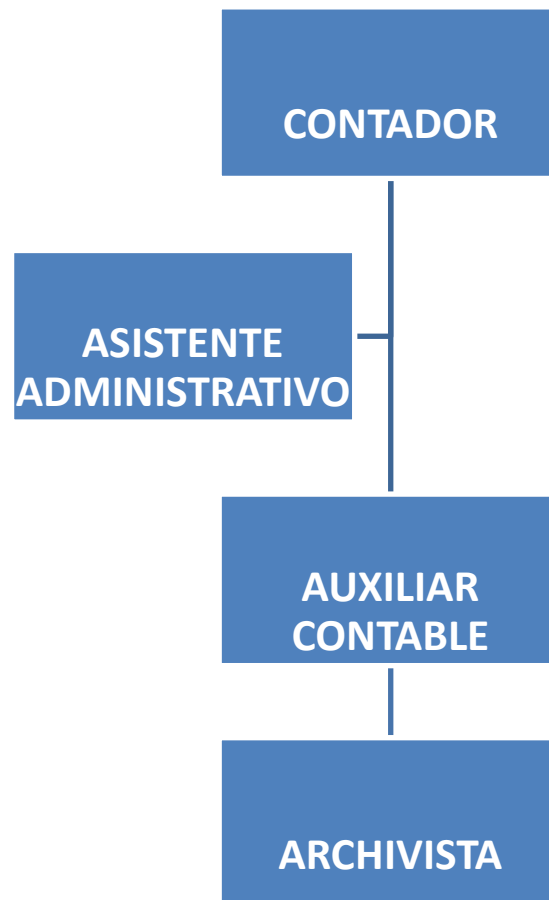 CONTADOR
ASISTENTE
ADMINISTRATIVO
AUXILIAR
CONTABLE
ARCHIVISTA